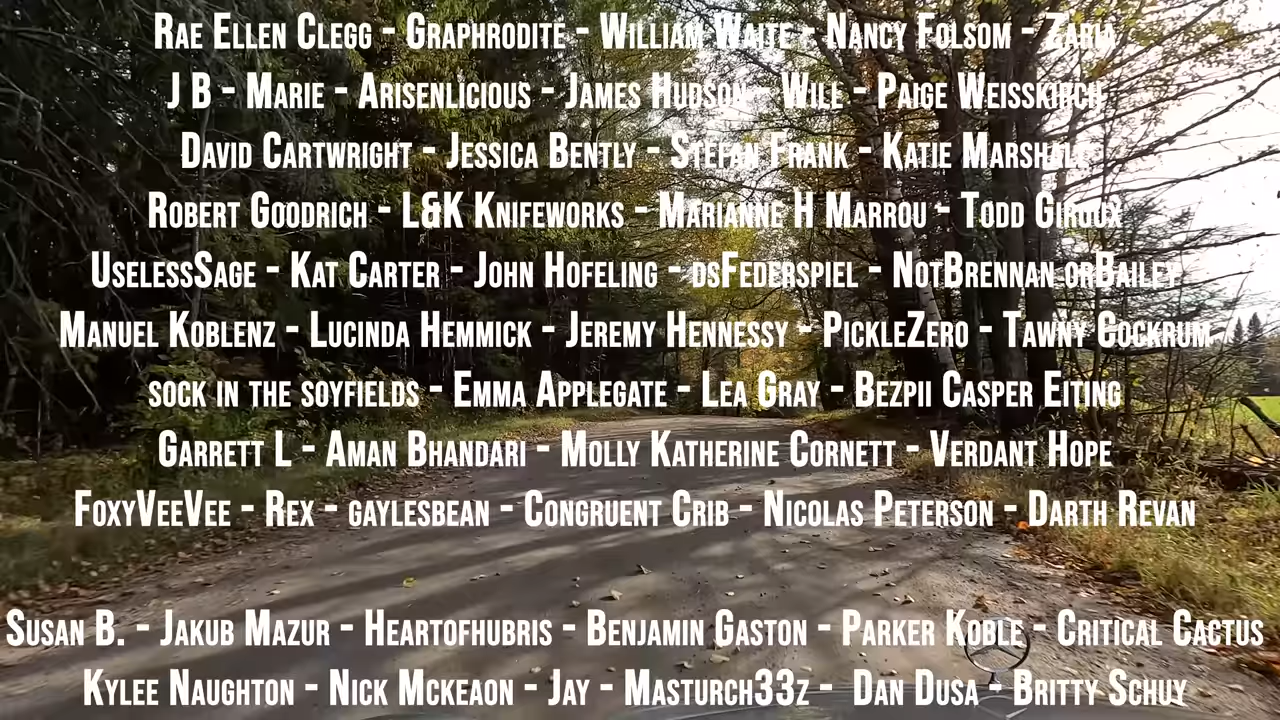 Rae Ellen Clegg - Graphrodite - William Waite - Nancy Folsom - Zaria
J B - Marie - Arisenlicious - James Hudson - Will - Paige Weisskirch
David Cartwright - Jessica Bently - Stefan Frank - Katie Marshall
Robert Goodrich - L&K Knifeworks - Marianne H Marrou - Todd Giroux
UselessSage - Kat Carter - John Hofeling - dsFederspiel - NotBrennan orBailey
Manuel Koblenz - Lucinda Hemmick - Jeremy Hennessy - PickleZero - Tawny Cockrum
sock in the soyfields - Emma Applegate - Lea Gray - Bezpii Casper Eiting
Garrett L - Aman Bhandari - Molly Katherine Cornett - Verdant Hope
FoxyVeeVee - Rex - gaylesbean - Congruent Crib - Nicolas Peterson - Darth Revan
Susan B. - Jakub Mazur - Heartofhubris - Benjamin Gaston - Parker Koble - Critical Cactus
Kylee Naughton - Nick Mckeaon - Jay - Masturch33z - Dan Dusa - Britty Schuy